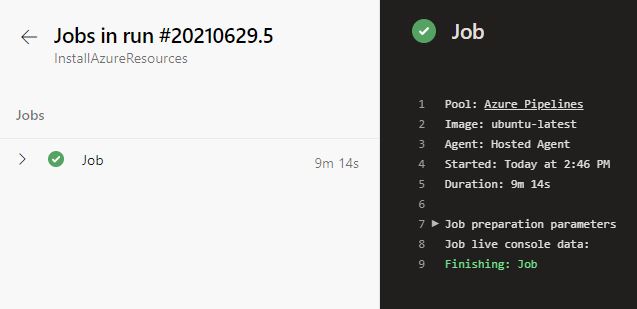 Jobs in run #20210629.5
InstallAzureResources
Jobs
Job 9m 14s
Job
1 Pool: Azure Pipelines
2 Image: ubuntu-latest
3 Agent: Hosted Agent
4 Started: Today at 2:46 PM
5 Duration: 9m 14s
6
7 Job preparation parameters
8 Job live console data:
9 Finishing: Job